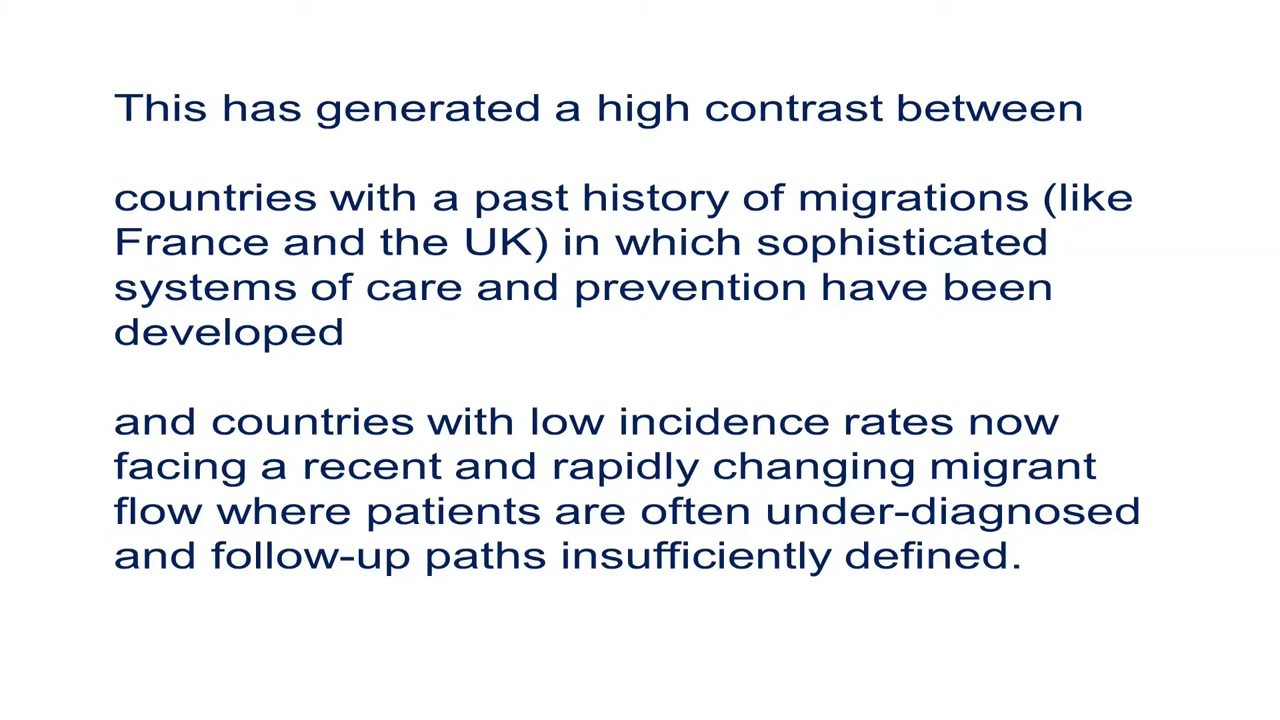 This has generated a high contrast between
countries with a past history of migrations (like
France and the UK) in which sophisticated
systems of care and prevention have been
developed
and countries with low incidence rates now
facing a recent and rapidly changing migrant
flow where patients are often under-diagnosed
and follow-up paths insufficiently defined.